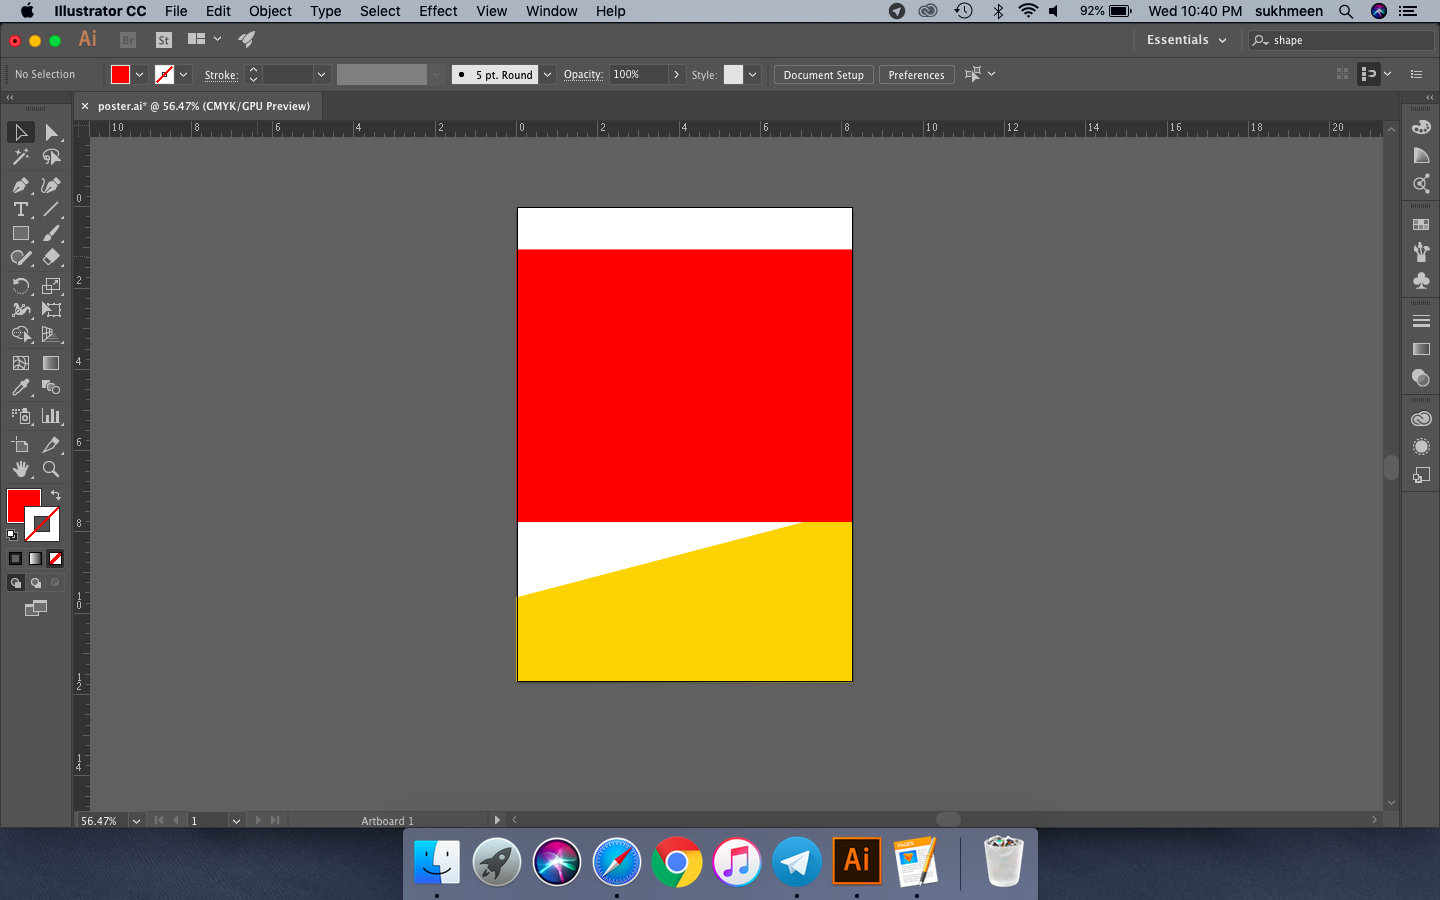 Illustrator CC File Edit Object Type Select Effect View Window Help 92% Wed 10:40 PM sukhmeen
Ai Br St Essentials shape
No Selection Stroke: 5 pt. Round Opacity: 100% Style: Document Setup Preferences
× poster.ai* @ 56.47% (CMYK/GPU Preview)
10 8 6 4 2 0 2 4 6 8 10 12 14 16 18 20
0
2
4
6
8
10
12
14
56.47% 1 Artboard 1
PAGES
Ai